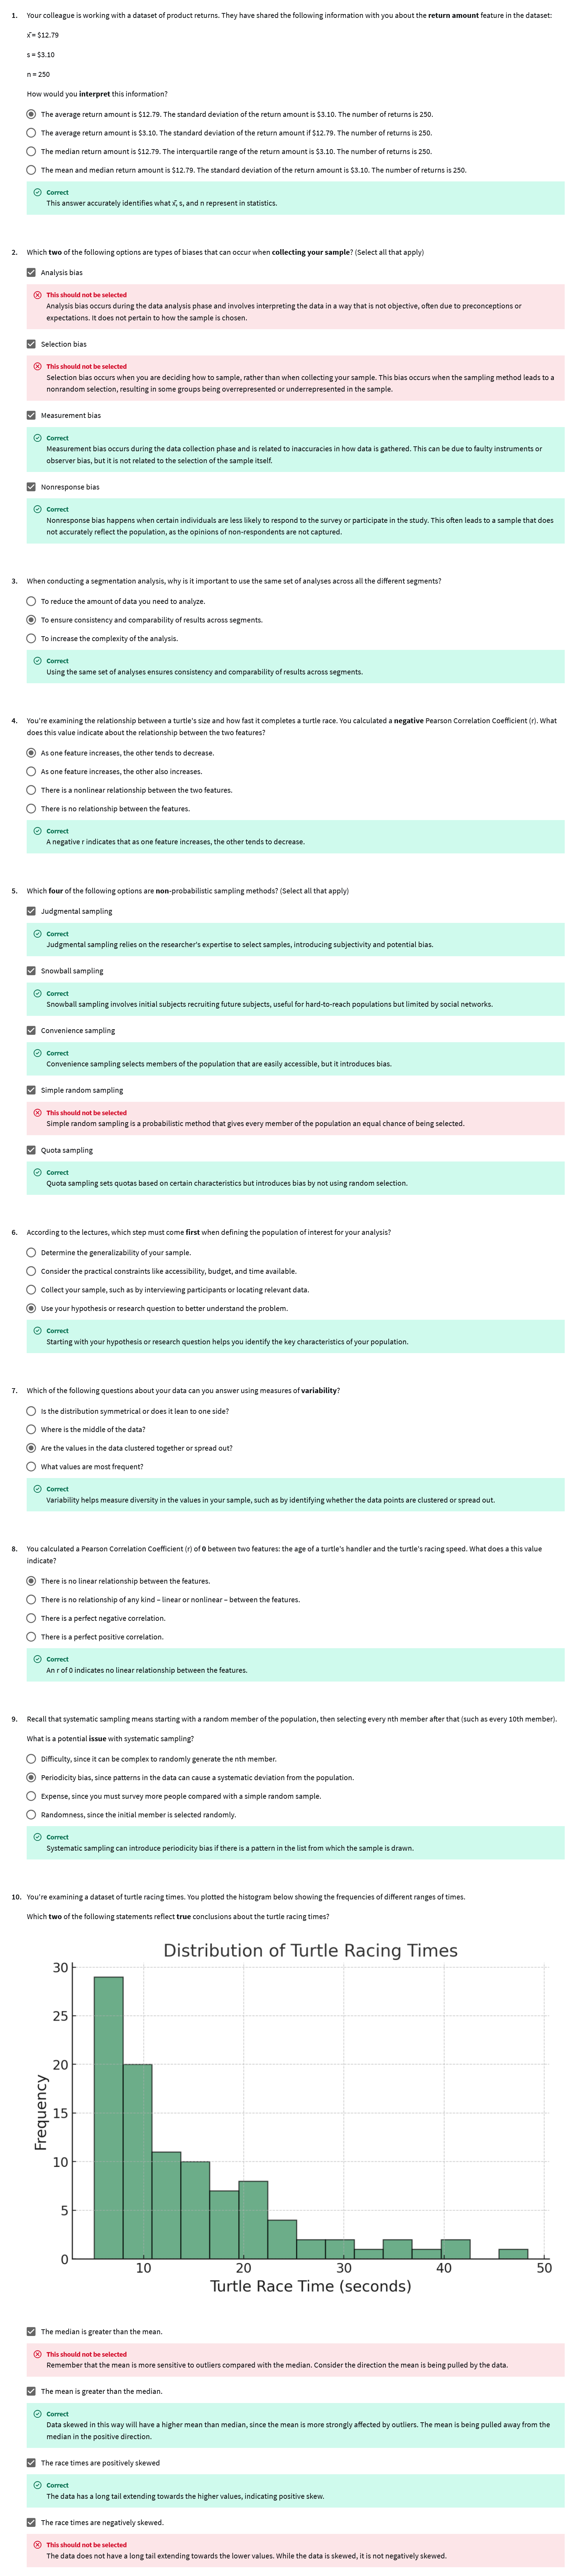 1. Your colleague is working with a dataset of product returns. They have shared the following information with you about the return amount feature in the dataset:
x̄ = $12.79
s = $3.10
n = 250
How would you interpret this information?
The average return amount is $12.79. The standard deviation of the return amount is $3.10. The number of returns is 250.
The average return amount is $3.10. The standard deviation of the return amount if $12.79. The number of returns is 250.
The median return amount is $12.79. The interquartile range of the return amount is $3.10. The number of returns is 250.
The mean and median return amount is $12.79. The standard deviation of the return amount is $3.10. The number of returns is 250.
Correct
This answer accurately identifies what x̄, s, and n represent in statistics.
2. Which two of the following options are types of biases that can occur when collecting your sample? (Select all that apply)
Analysis bias
This should not be selected
Analysis bias occurs during the data analysis phase and involves interpreting the data in a way that is not objective, often due to preconceptions or
expectations. It does not pertain to how the sample is chosen.
Selection bias
This should not be selected
Selection bias occurs when you are deciding how to sample, rather than when collecting your sample. This bias occurs when the sampling method leads to a
nonrandom selection, resulting in some groups being overrepresented or underrepresented in the sample.
Measurement bias
Correct
Measurement bias occurs during the data collection phase and is related to inaccuracies in how data is gathered. This can be due to faulty instruments or
observer bias, but it is not related to the selection of the sample itself.
Nonresponse bias
Correct
Nonresponse bias happens when certain individuals are less likely to respond to the survey or participate in the study. This often leads to a sample that does
not accurately reflect the population, as the opinions of non-respondents are not captured.
3. When conducting a segmentation analysis, why is it important to use the same set of analyses across all the different segments?
To reduce the amount of data you need to analyze.
To ensure consistency and comparability of results across segments.
To increase the complexity of the analysis.
Correct
Using the same set of analyses ensures consistency and comparability of results across segments.
4. You're examining the relationship between a turtle's size and how fast it completes a turtle race. You calculated a negative Pearson Correlation Coefficient (r). What
does this value indicate about the relationship between the two features?
As one feature increases, the other tends to decrease.
As one feature increases, the other also increases.
There is a nonlinear relationship between the two features.
There is no relationship between the features.
Correct
A negative r indicates that as one feature increases, the other tends to decrease.
5. Which four of the following options are non-probabilistic sampling methods? (Select all that apply)
Judgmental sampling
Correct
Judgmental sampling relies on the researcher's expertise to select samples, introducing subjectivity and potential bias.
Snowball sampling
Correct
Snowball sampling involves initial subjects recruiting future subjects, useful for hard-to-reach populations but limited by social networks.
Convenience sampling
Correct
Convenience sampling selects members of the population that are easily accessible, but it introduces bias.
Simple random sampling
This should not be selected
Simple random sampling is a probabilistic method that gives every member of the population an equal chance of being selected.
Quota sampling
Correct
Quota sampling sets quotas based on certain characteristics but introduces bias by not using random selection.
6. According to the lectures, which step must come first when defining the population of interest for your analysis?
Determine the generalizability of your sample.
Consider the practical constraints like accessibility, budget, and time available.
Collect your sample, such as by interviewing participants or locating relevant data.
Use your hypothesis or research question to better understand the problem.
Correct
Starting with your hypothesis or research question helps you identify the key characteristics of your population.
7. Which of the following questions about your data can you answer using measures of variability?
Is the distribution symmetrical or does it lean to one side?
Where is the middle of the data?
Are the values in the data clustered together or spread out?
What values are most frequent?
Correct
Variability helps measure diversity in the values in your sample, such as by identifying whether the data points are clustered or spread out.
8. You calculated a Pearson Correlation Coefficient (r) of 0 between two features: the age of a turtle's handler and the turtle's racing speed. What does this value
indicate?
There is no linear relationship between the features.
There is no relationship of any kind – linear or nonlinear – between the features.
There is a perfect negative correlation.
There is a perfect positive correlation.
Correct
An r of 0 indicates no linear relationship between the features.
9. Recall that systematic sampling means starting with a random member of the population, then selecting every nth member after that (such as every 10th member).
What is a potential issue with systematic sampling?
Difficulty, since it can be complex to randomly generate the nth member.
Periodicity bias, since patterns in the data can cause a systematic deviation from the population.
Expense, since you must survey more people compared with a simple random sample.
Randomness, since the initial member is selected randomly.
Correct
Systematic sampling can introduce periodicity bias if there is a pattern in the list from which the sample is drawn.
10. You're examining a dataset of turtle racing times. You plotted the histogram below showing the frequencies of different ranges of times.
Which two of the following statements reflect true conclusions about the turtle racing times?
Distribution of Turtle Racing Times
30
25
20
15
10
5
0
Frequency
10 20 30 40 50
Turtle Race Time (seconds)
The median is greater than the mean.
This should not be selected
Remember that the mean is more sensitive to outliers compared with the median. Consider the direction the mean is being pulled by the data.
The mean is greater than the median.
Correct
Data skewed in this way will have a higher mean than median, since the mean is more strongly affected by outliers. The mean is being pulled away from the
median in the positive direction.
The race times are positively skewed
Correct
The data has a long tail extending towards the higher values, indicating positive skew.
The race times are negatively skewed.
This should not be selected
The data does not have a long tail extending towards the lower values. While the data is skewed, it is not negatively skewed.